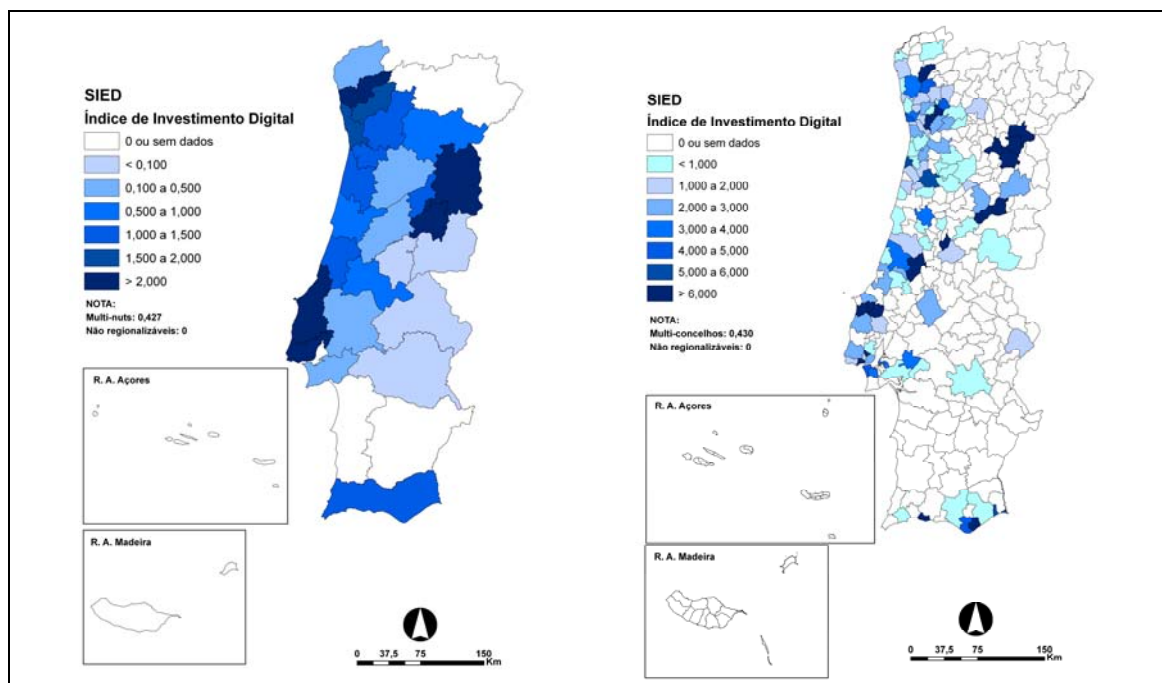 SIED
Índice de Investimento Digital
0 ou sem dados
< 0,100
0,100 a 0,500
0,500 a 1,000
1,000 a 1,500
1,500 a 2,000
> 2,000
NOTA:
Multi-nuts: 0,427
Não regionalizáveis: 0
R. A. Açores
R. A. Madeira
0 37,5 75 150
Km
SIED
Índice de Investimento Digital
0 ou sem dados
< 1,000
1,000 a 2,000
2,000 a 3,000
3,000 a 4,000
4,000 a 5,000
5,000 a 6,000
> 6,000
NOTA:
Multi-concelhos: 0,430
Não regionalizáveis: 0
R. A. Açores
R. A. Madeira
0 37,5 75 150
Km